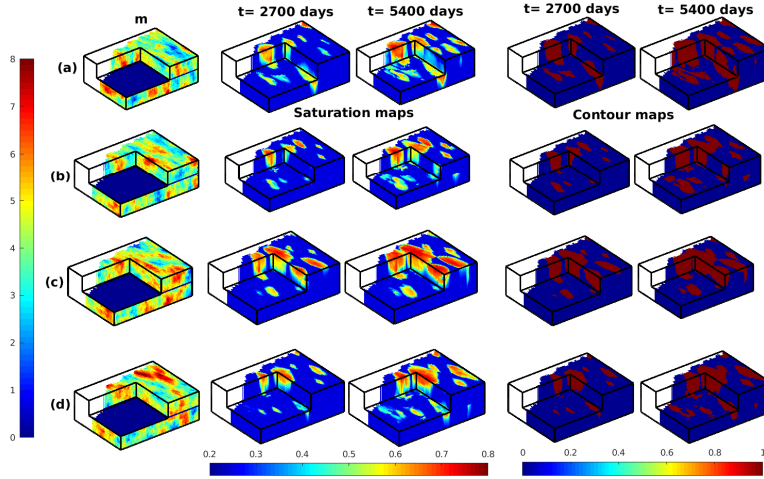 m
t= 2700 days
t= 5400 days
t= 2700 days
t= 5400 days
8
7
6
5
4
3
2
1
0
(a)
Saturation maps
Contour maps
(b)
(c)
(d)
0.2
0.3
0.4
0.5
0.6
0.7
0.8
0
0.2
0.4
0.6
0.8
1